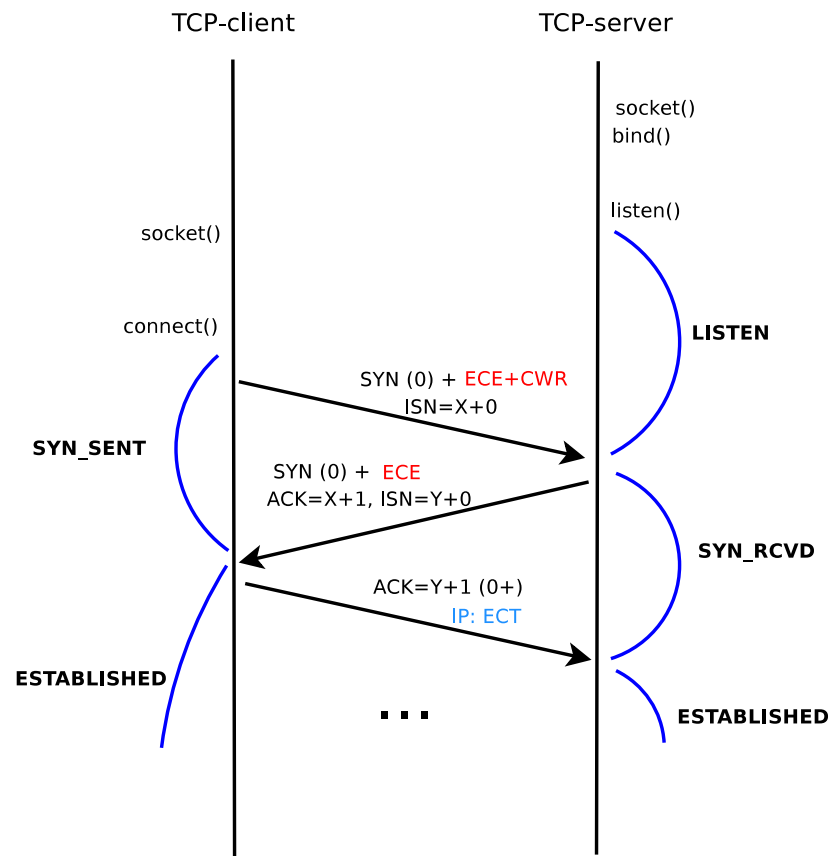 TCP-client
TCP-server
socket()
bind()
listen()
socket()
connect()
LISTEN
SYN (0) + ECE+CWR
ISN=X+0
SYN_SENT
SYN (0) + ECE
ACK=X+1, ISN=Y+0
SYN_RCVD
ACK=Y+1 (0+)
IP: ECT
ESTABLISHED
...
ESTABLISHED